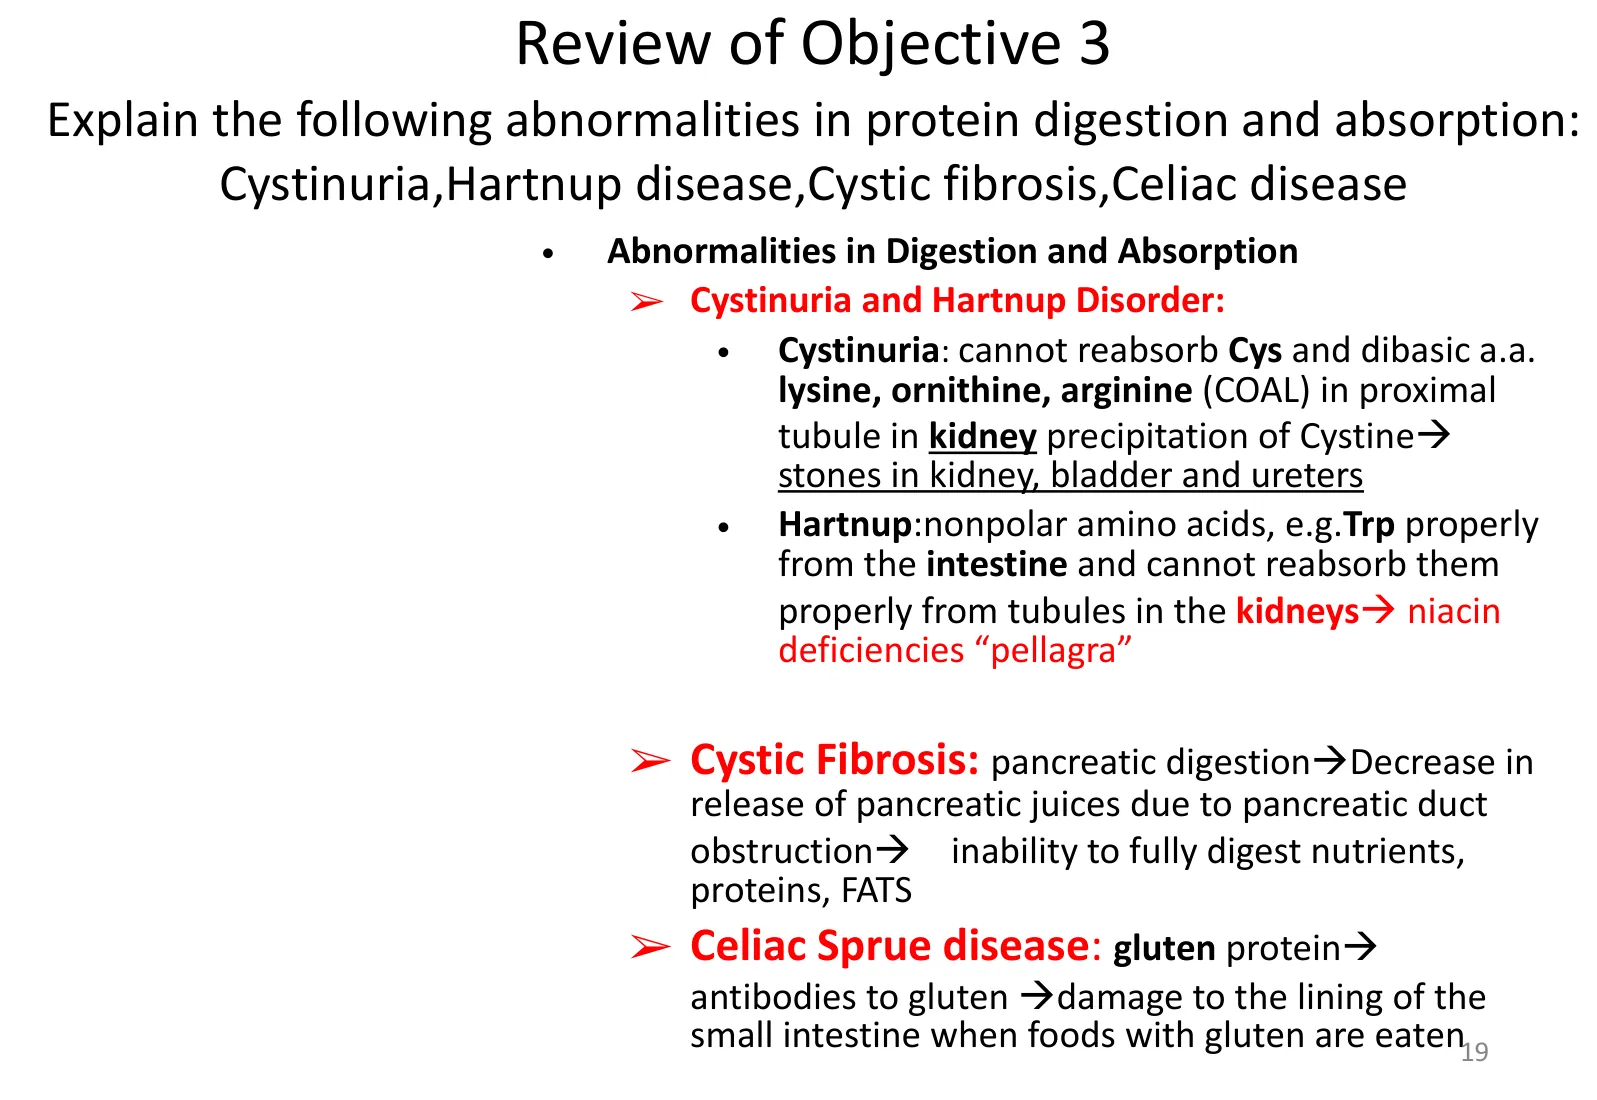 Review of Objective 3
Explain the following abnormalities in protein digestion and absorption:
Cystinuria,Hartnup disease,Cystic fibrosis,Celiac disease
• Abnormalities in Digestion and Absorption
➢ Cystinuria and Hartnup Disorder:
• Cystinuria: cannot reabsorb Cys and dibasic a.a.
lysine, ornithine, arginine (COAL) in proximal
tubule in kidney precipitation of Cystine→
stones in kidney, bladder and ureters
• Hartnup:nonpolar amino acids, e.g.Trp properly
from the intestine and cannot reabsorb them
properly from tubules in the kidneys→ niacin
deficiencies “pellagra”
➢ Cystic Fibrosis: pancreatic digestion→Decrease in
release of pancreatic juices due to pancreatic duct
obstruction→ inability to fully digest nutrients,
proteins, FATS
➢ Celiac Sprue disease: gluten protein→
antibodies to gluten →damage to the lining of the
small intestine when foods with gluten are eaten
19